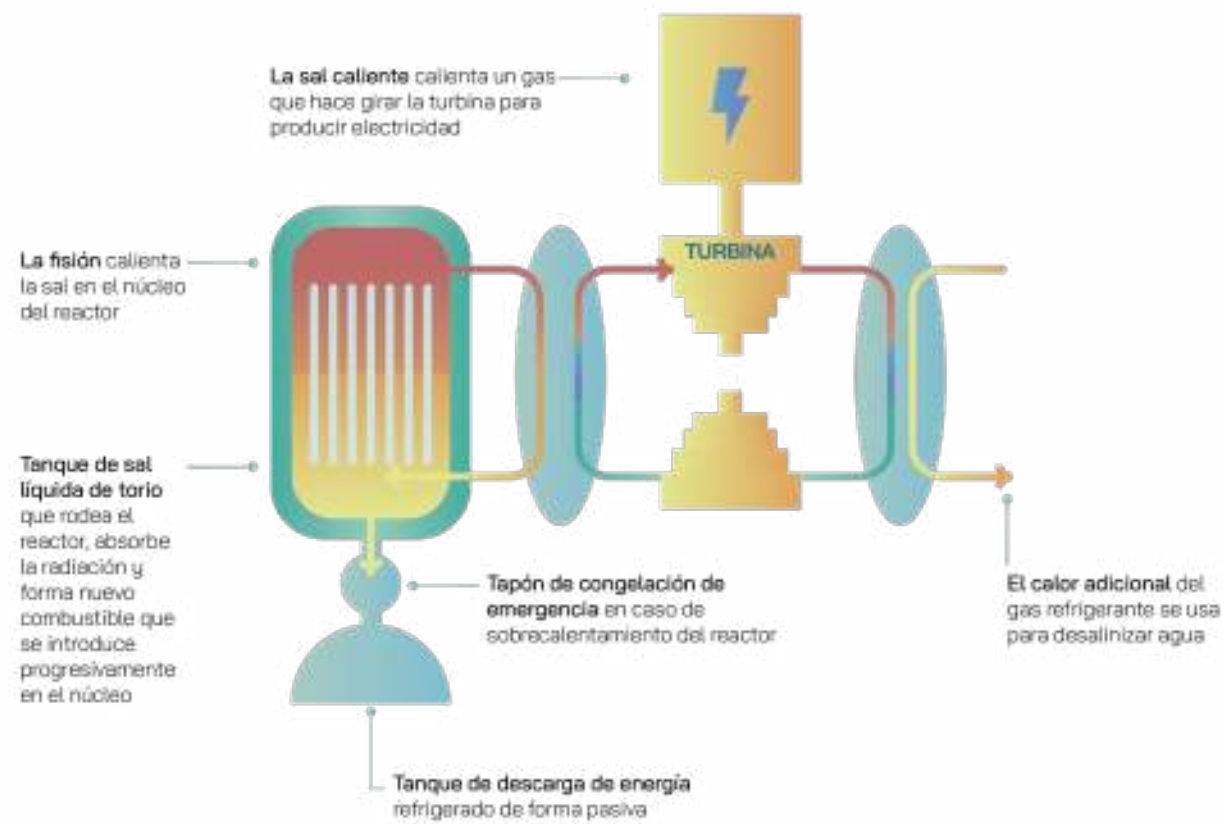 La sal caliente calienta un gas
que hace girar la turbina para
producir electricidad
TURBINA
La fisión calienta
la sal en el núcleo
del reactor
Tanque de sal
líquida de torio
que rodea el
reactor, absorbe
la radiación y
forma nuevo
combustible que
se introduce
progresivamente
en el núcleo
Tapón de congelación de
emergencia en caso de
sobrecalentamiento del reactor
El calor adicional del
gas refrigerante se usa
para desalinizar agua
Tanque de descarga de energía
refrigerado de forma pasiva